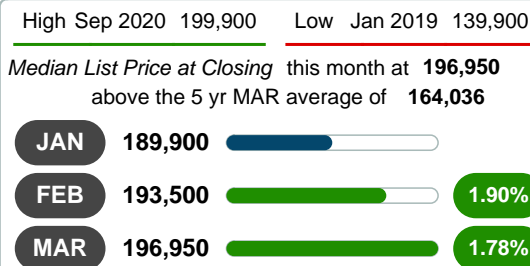 High Sep 2020 199,900 Low Jan 2019 139,900
Median List Price at Closing this month at 196,950
above the 5 yr MAR average of 164,036
JAN 189,900
FEB 193,500 1.90%
MAR 196,950 1.78%